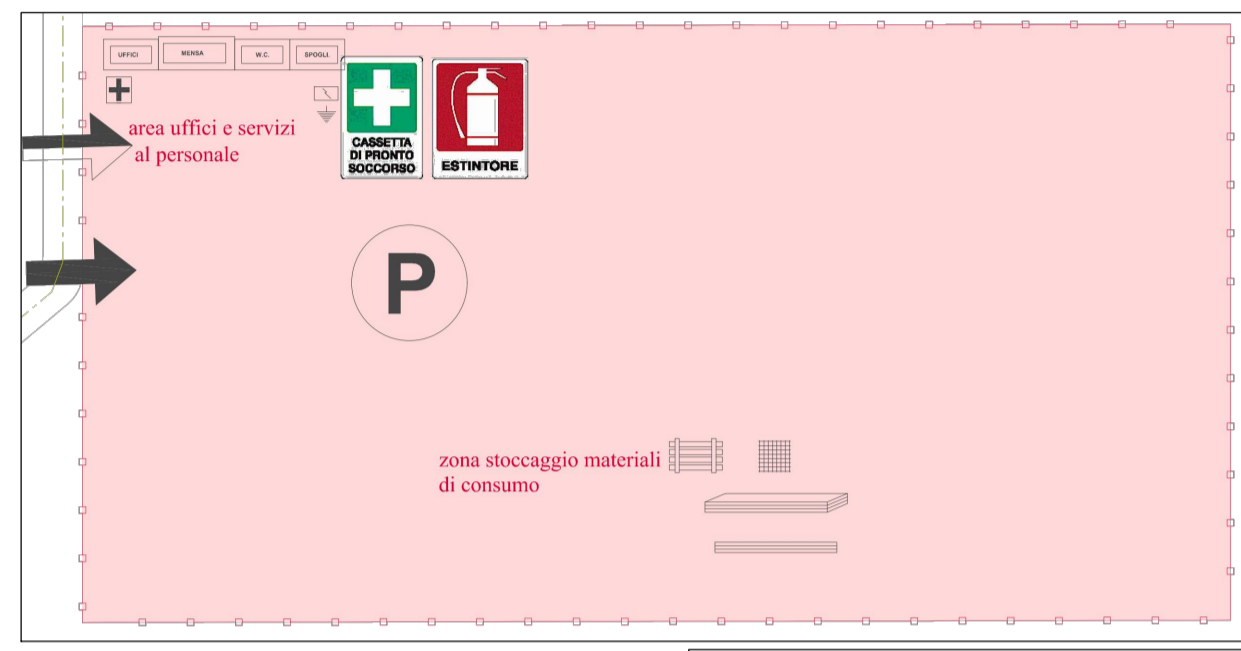 UFFICI
MENSA
W.C.
SPOGLI.
area uffici e servizi
al personale
CASSETTA
DI PRONTO
SOCCORSO
ESTINTORE
P
zona stoccaggio materiali
di consumo